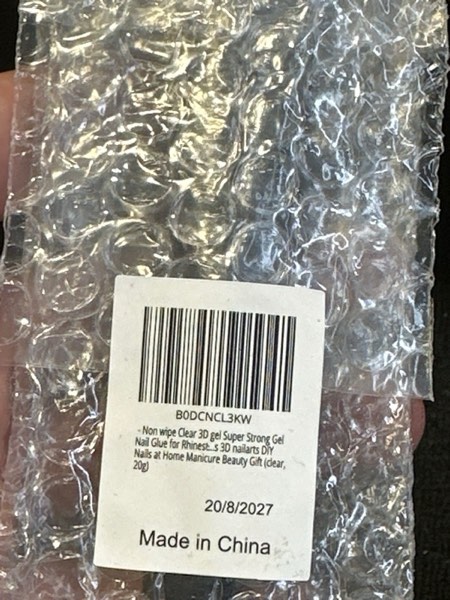 B0DCNCL3KW
- Non wipe Clear 3D gel Super Strong Gel
Nail Glue for Rhinest...s 3D nailarts DIY
Nails at Home Manicure Beauty Gift (clear,
20g)
20/8/2027
Made in China